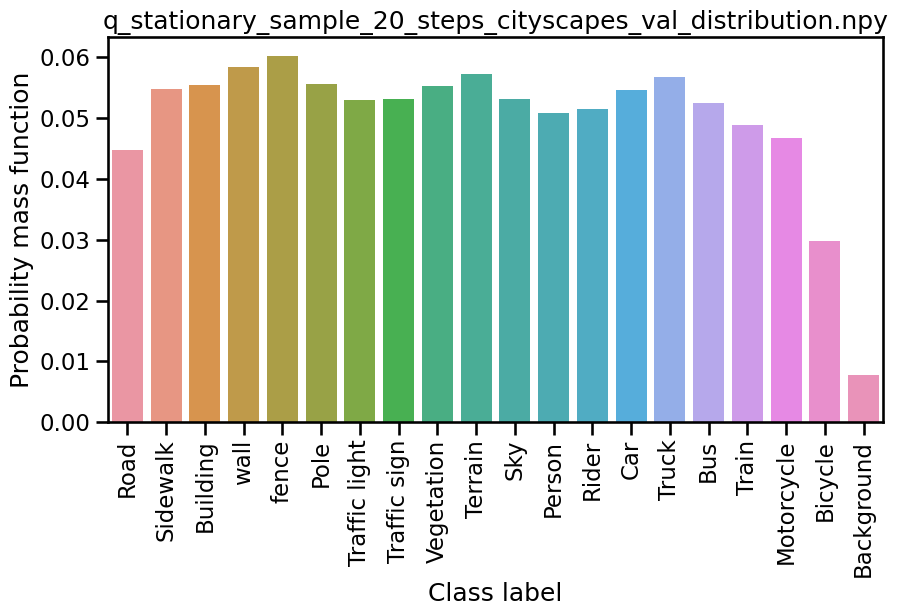 q_stationary_sample_20_steps_cityscapes_val_distribution.npy
Probability mass function
0.06
0.05
0.04
0.03
0.02
0.01
0.00
Road
Sidewalk
Building
wall
fence
Pole
Traffic light
Traffic sign
Vegetation
Terrain
Sky
Person
Rider
Car
Truck
Bus
Train
Motorcycle
Bicycle
Background
Class label